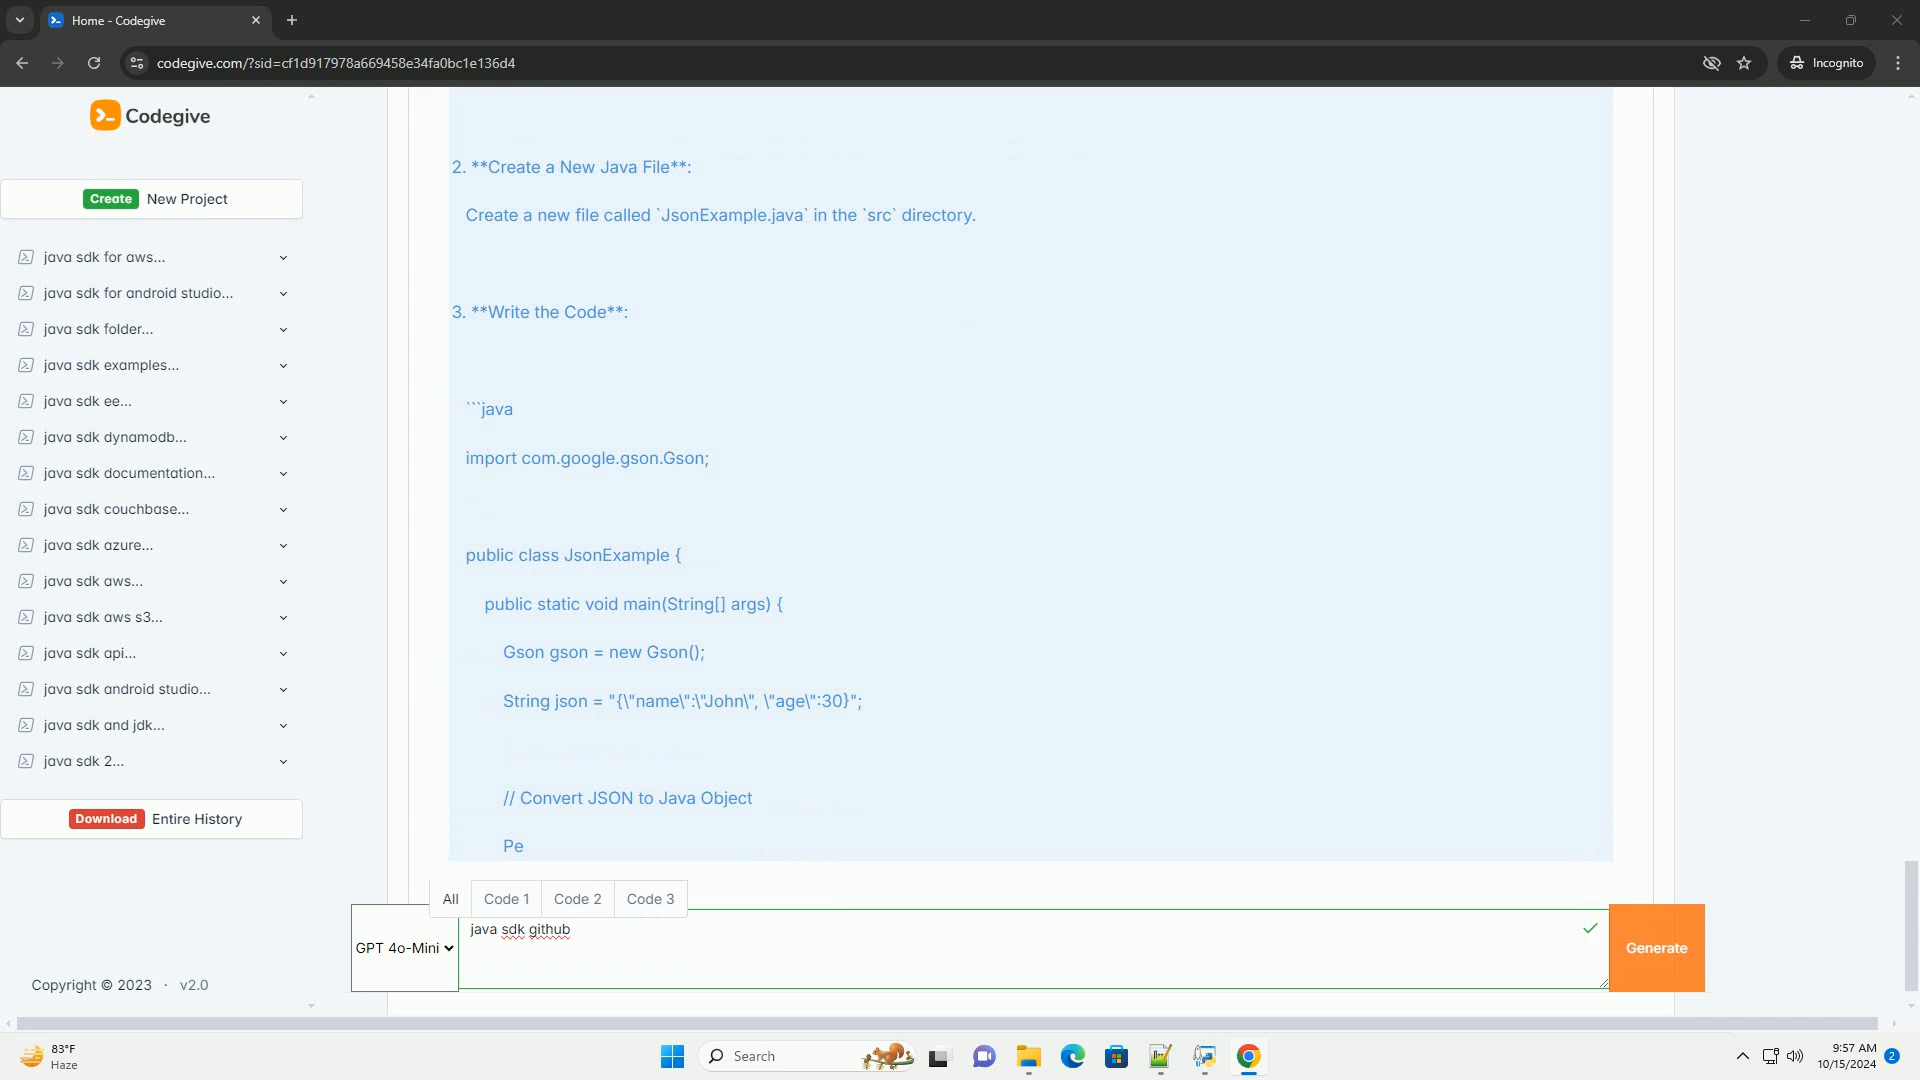 Home - Codegive
codegive.com/?sid=cf1d917978a669458e34fa0bc1e136d4
Incognito
Codegive
Create New Project
java sdk for aws...
java sdk for android studio...
java sdk folder...
java sdk examples...
java sdk ee...
java sdk dynamodb...
java sdk documentation...
java sdk couchbase...
java sdk azure...
java sdk aws...
java sdk aws s3...
java sdk api...
java sdk android studio...
java sdk and jdk...
java sdk 2...
Download Entire History
Copyright © 2023 · v2.0
2. **Create a New Java File**:
Create a new file called `JsonExample.java` in the `src` directory.
3. **Write the Code**:
```java
import com.google.gson.Gson;
public class JsonExample {
public static void main(String[] args) {
Gson gson = new Gson();
String json = "{\"name\":\"John\", \"age\":30}";
// Convert JSON to Java Object
Pe
All Code 1 Code 2 Code 3
GPT 4o-Mini
java sdk github
Generate
83°F
Haze
Search
9:57 AM
10/15/2024
2